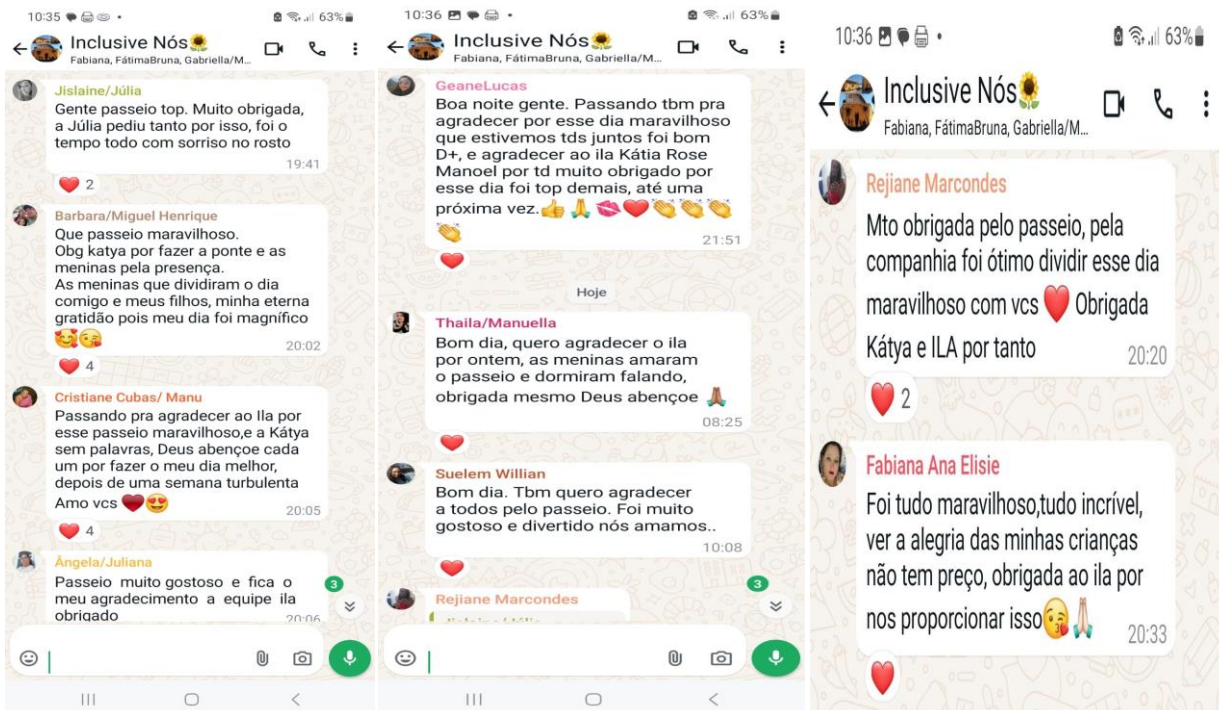 10:35
63%
Inclusive Nós🌻
Fabiana, FátimaBruna, Gabriella/M...
Jislaine/Júlia
Gente passeio top. Muito obrigada,
a Júlia pediu tanto por isso, foi o
tempo todo com sorriso no rosto
19:41
❤️ 2
Barbara/Miguel Henrique
Que passeio maravilhoso.
Obg katya por fazer a ponte e as
meninas pela presença.
As meninas que dividiram o dia
comigo e meus filhos, minha eterna
gratidão pois meu dia foi magnífico
🥰😘 20:02
❤️ 4
Cristiane Cubas/ Manu
Passando pra agradecer ao Ila por
esse passeio maravilhoso,e a Kátya
sem palavras, Deus abençoe cada
um por fazer o meu dia melhor,
depois de uma semana turbulenta
Amo vcs ❤️😍 20:05
❤️ 4
Ângela/Juliana
Passeio muito gostoso e fica o
meu agradecimento a equipe ila
obrigado 20:06
3
10:36
63%
Inclusive Nós🌻
Fabiana, FátimaBruna, Gabriella/M...
GeaneLucas
Boa noite gente. Passando tbm pra
agradecer por esse dia maravilhoso
que estivemos tds juntos foi bom
D+, e agradecer ao ila Kátia Rose
Manoel por td muito obrigado por
esse dia foi top demais, até uma
próxima vez.👍🙏💋❤️👏👏👏
👏 21:51
❤️
Hoje
Thaila/Manuella
Bom dia, quero agradecer o ila
por ontem, as meninas amaram
o passeio e dormiram falando,
obrigada mesmo Deus abençoe 🙏🏽
08:25
❤️
Suelem Willian
Bom dia. Tbm quero agradecer
a todos pelo passeio. Foi muito
gostoso e divertido nós amamos..
10:08
❤️
Rejiane Marcondes
3
10:36
63%
Inclusive Nós🌻
Fabiana, FátimaBruna, Gabriella/M...
Rejiane Marcondes
Mto obrigada pelo passeio, pela
companhia foi ótimo dividir esse dia
maravilhoso com vcs ❤️ Obrigada
Kátya e ILA por tanto 20:20
❤️ 2
Fabiana Ana Elisie
Foi tudo maravilhoso,tudo incrível,
ver a alegria das minhas crianças
não tem preço, obrigada ao ila por
nos proporcionar isso😘🙏🏻
20:33
❤️